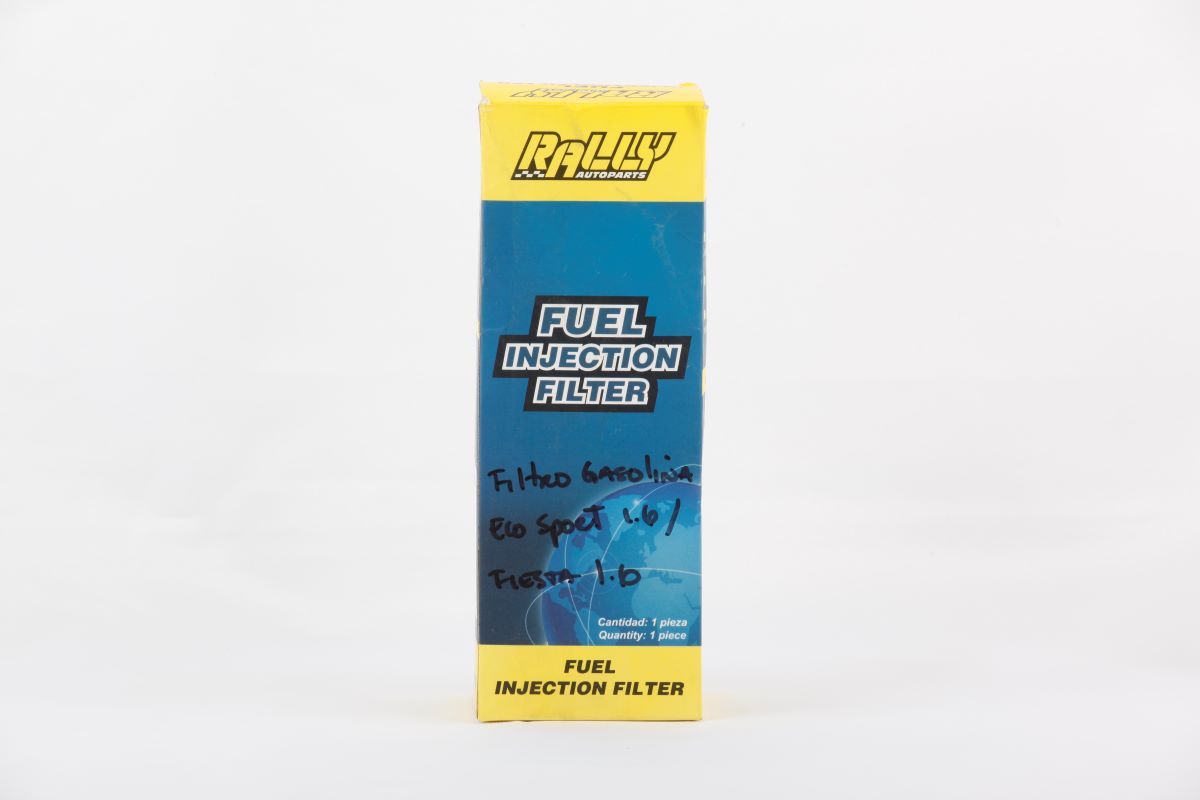 RALLY
AUTOPARTS
FUEL
INJECTION
FILTER
Filtro Gasolina
Eco Sport 1.6 /
Fiesta 1.6
Cantidad: 1 pieza
Quantity: 1 piece
FUEL
INJECTION FILTER